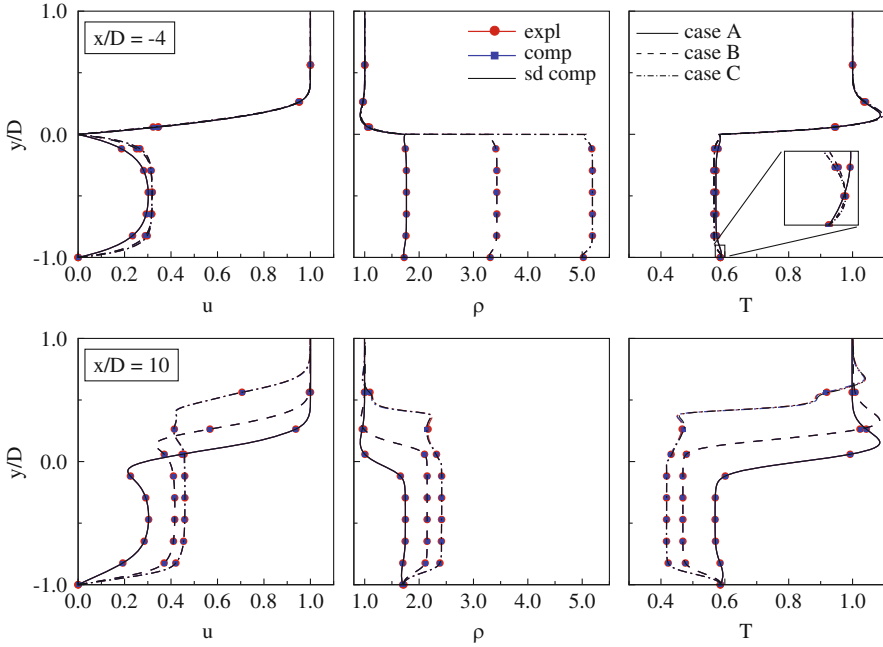 1.0
x/D = -4
y/D
0.0
-1.0
0.0 0.2 0.4 0.6 0.8 1.0
u
expl
comp
sd comp
1.0 2.0 3.0 4.0 5.0
ρ
case A
case B
case C
0.4 0.6 0.8 1.0
T
1.0
x/D = 10
y/D
0.0
-1.0
0.0 0.2 0.4 0.6 0.8 1.0
u
1.0 2.0 3.0 4.0 5.0
ρ
0.4 0.6 0.8 1.0
T